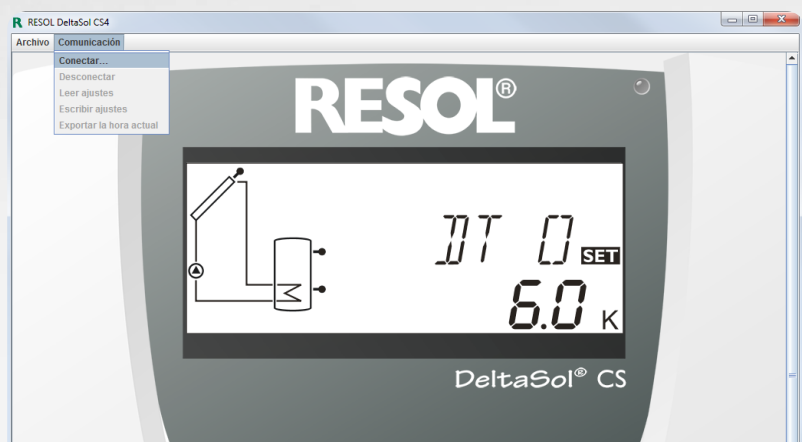 R RESOL DeltaSol CS4
Archivo Comunicación
Conectar...
Desconectar
Leer ajustes
Escribir ajustes
Exportar la hora actual
RESOL®
DT O SET
6.0 K
DeltaSol® CS